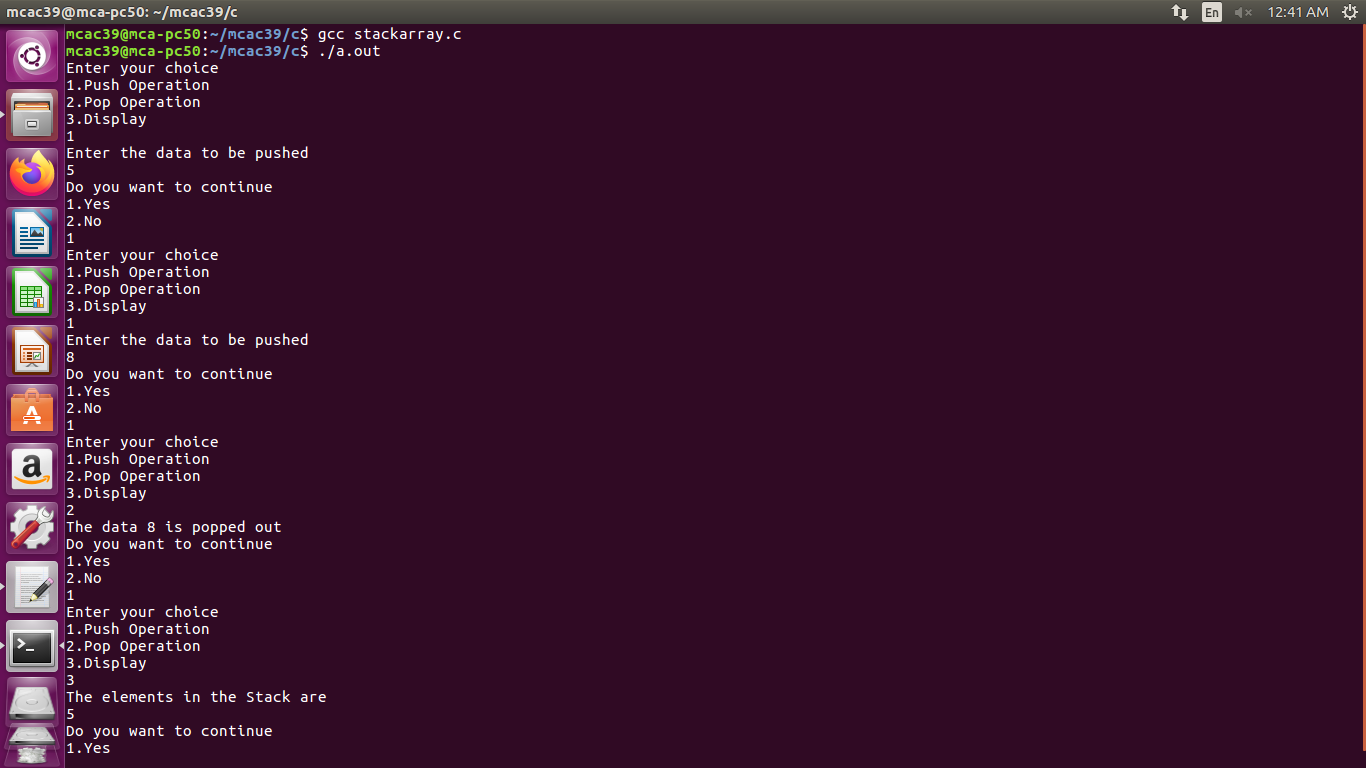 mcac39@mca-pc50: ~/mcac39/c
En
12:41 AM
mcac39@mca-pc50:~/mcac39/c$ gcc stackarray.c
mcac39@mca-pc50:~/mcac39/c$ ./a.out
Enter your choice
1.Push Operation
2.Pop Operation
3.Display
1
Enter the data to be pushed
5
Do you want to continue
1.Yes
2.No
1
Enter your choice
1.Push Operation
2.Pop Operation
3.Display
1
Enter the data to be pushed
8
Do you want to continue
1.Yes
2.No
1
Enter your choice
1.Push Operation
2.Pop Operation
3.Display
2
The data 8 is popped out
Do you want to continue
1.Yes
2.No
1
Enter your choice
1.Push Operation
2.Pop Operation
3.Display
3
The elements in the Stack are
5
Do you want to continue
1.Yes